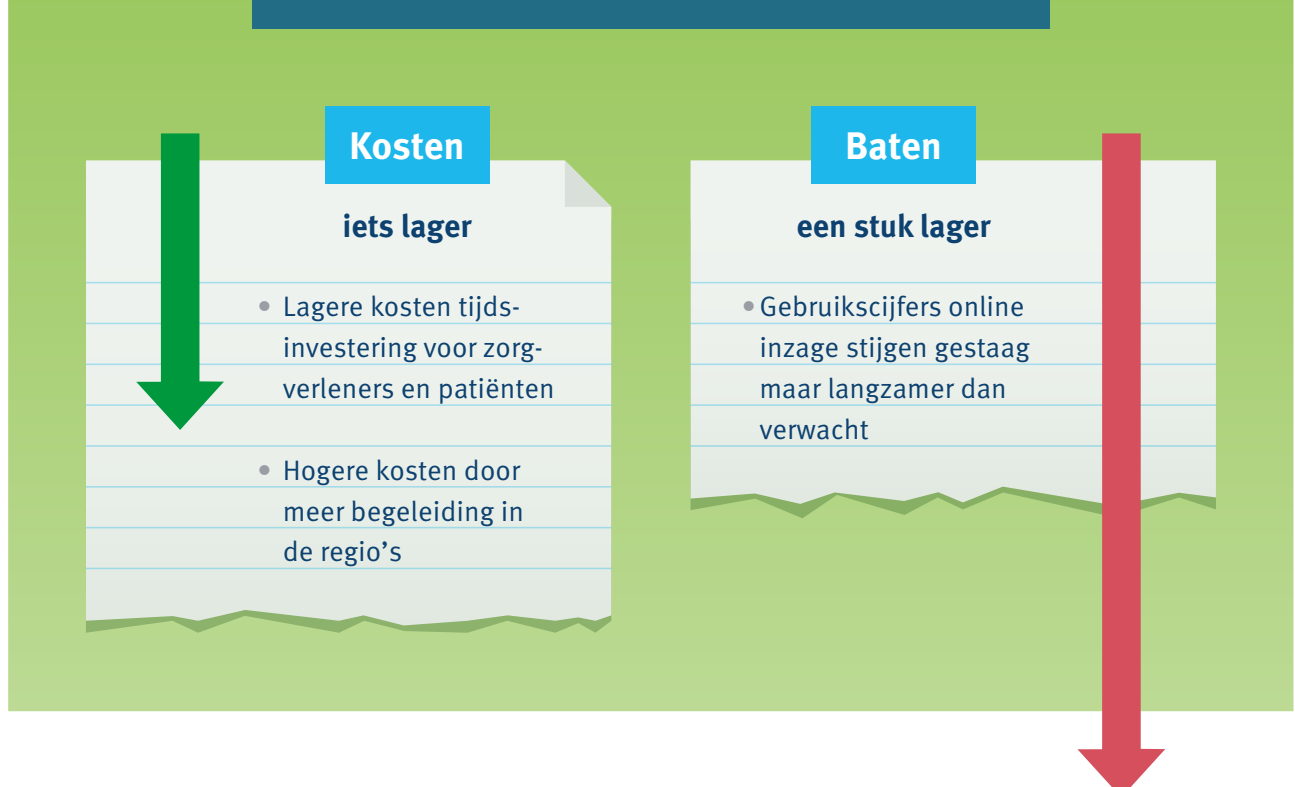 Kosten
iets lager
• Lagere kosten tijds-
investering voor zorg-
verleners en patiënten
• Hogere kosten door
meer begeleiding in
de regio’s
Baten
een stuk lager
• Gebruikscijfers online
inzage stijgen gestaag
maar langzamer dan
verwacht